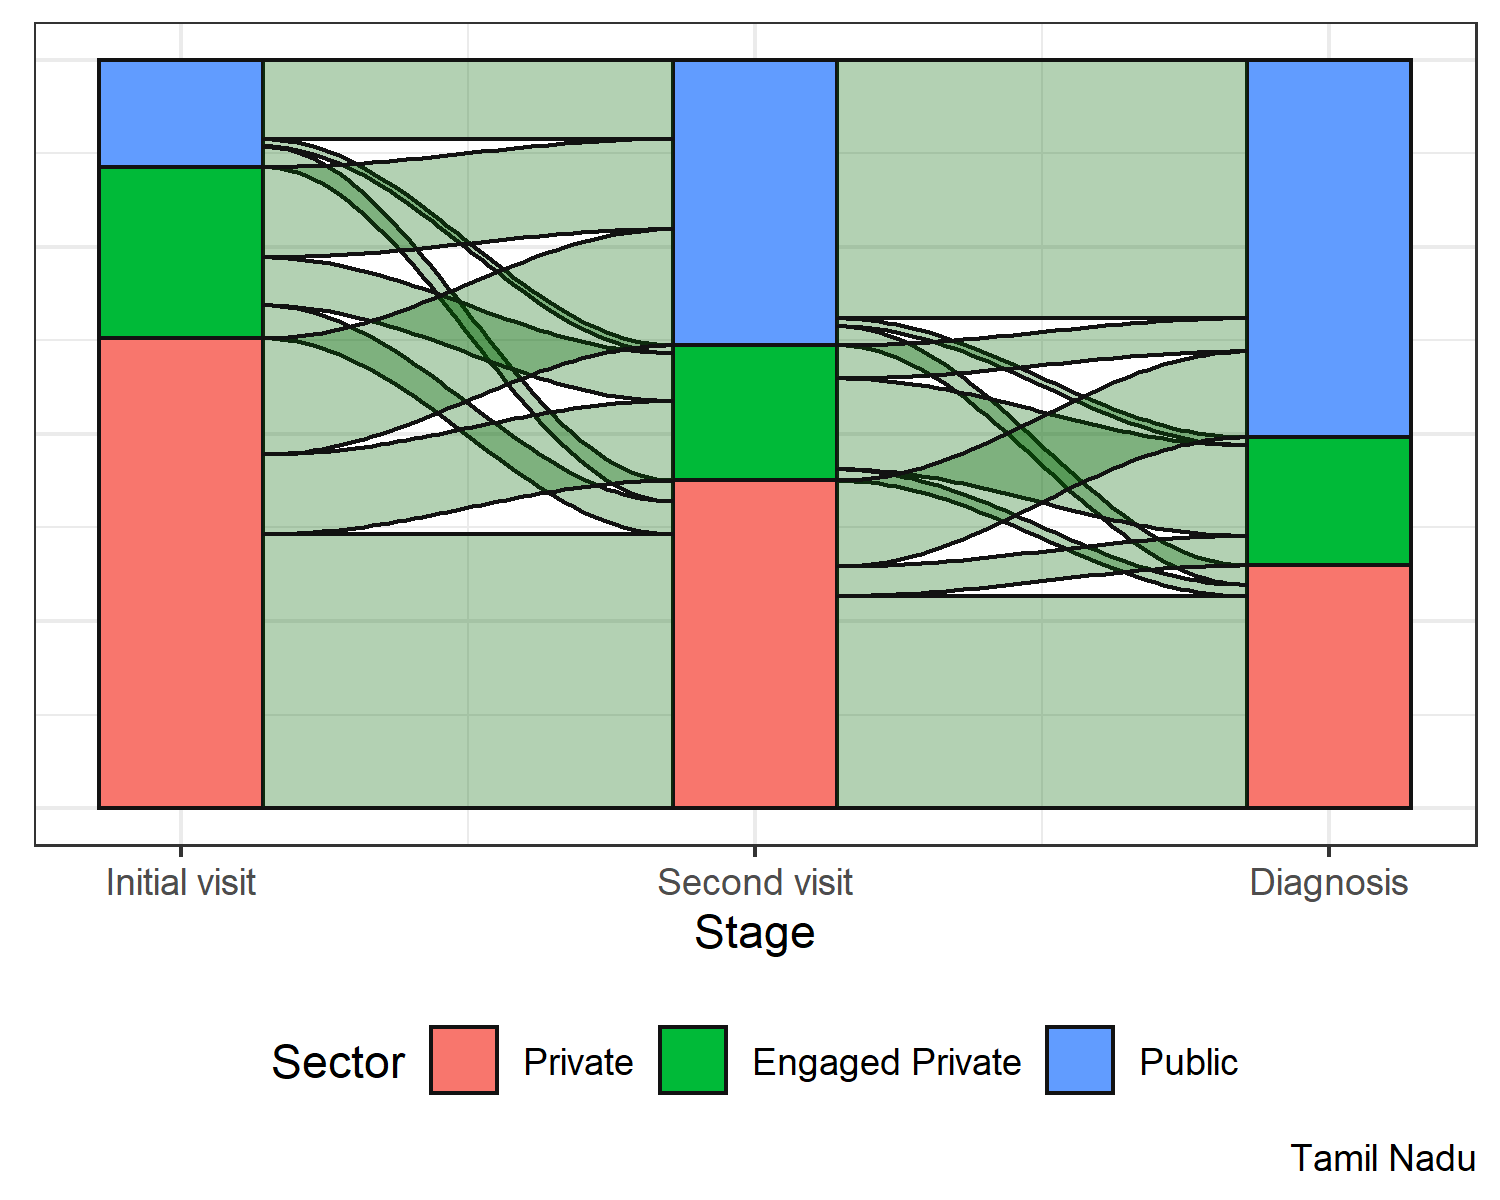 Initial visit Second visit Diagnosis
Stage
Sector Private Engaged Private Public
Tamil Nadu